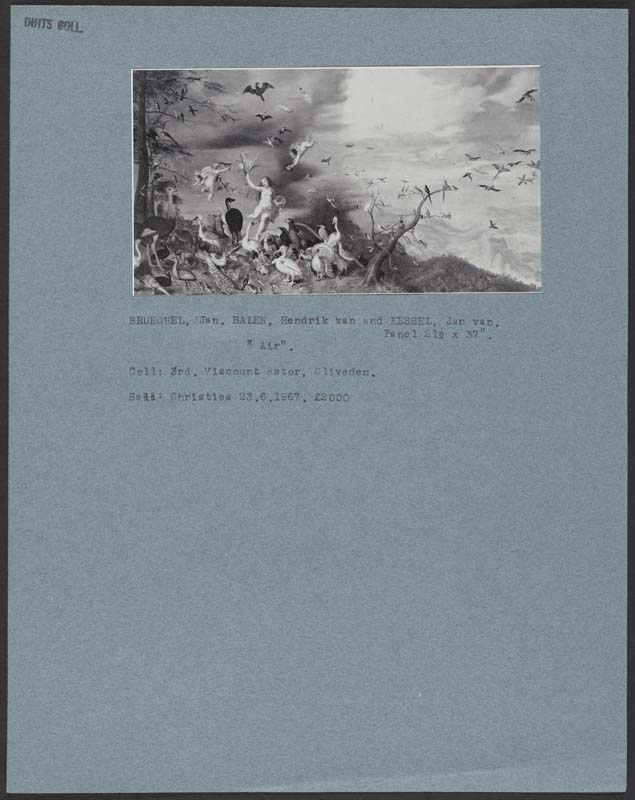 DUITS COLL.
BRUEGHEL, Jan. BALEN, Hendrik van and KESSEL, Jan van.
Panel 21½ x 37".
" Air".
Coll: 3rd. Viscount Astor, Cliveden.
Sold: Christies 23.6.1967. £2000